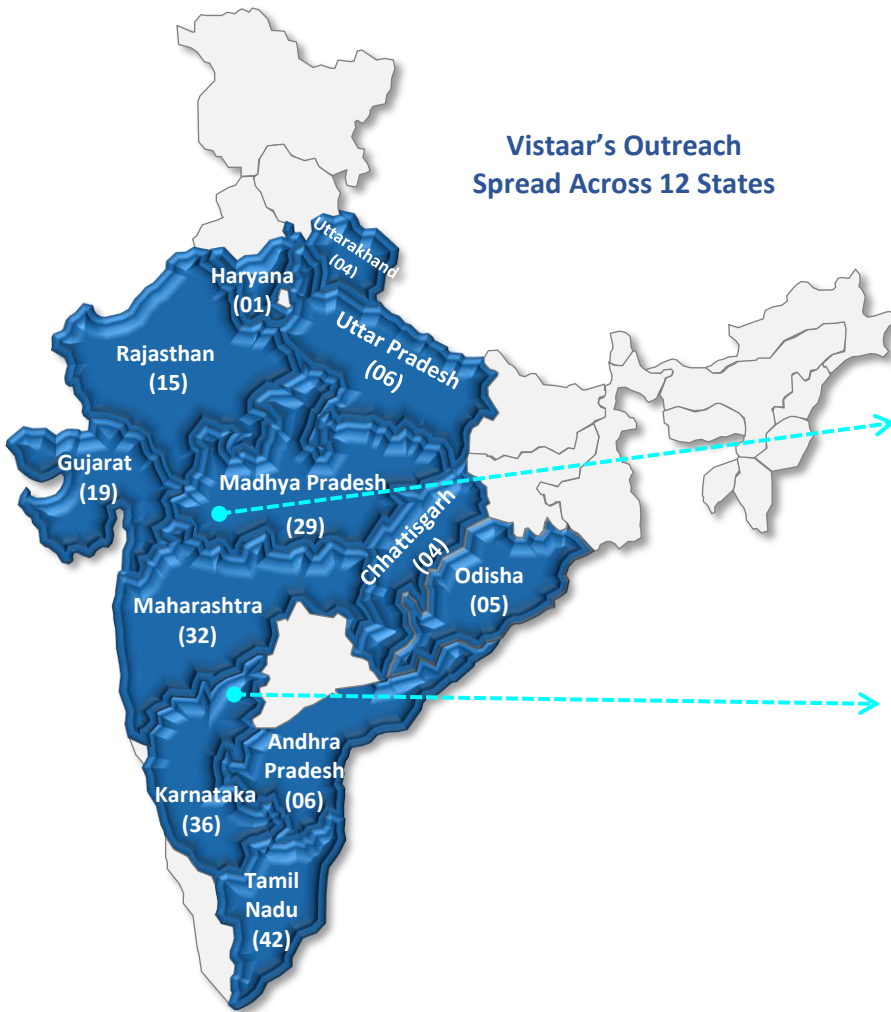 Vistaar’s Outreach
Spread Across 12 States
Uttarakhand
(04)
Haryana
(01)
Uttar Pradesh
(06)
Rajasthan
(15)
Gujarat
(19)
Madhya Pradesh
(29)
Chhattisgarh
(04)
Odisha
(05)
Maharashtra
(32)
Andhra
Pradesh
(06)
Karnataka
(36)
Tamil
Nadu
(42)